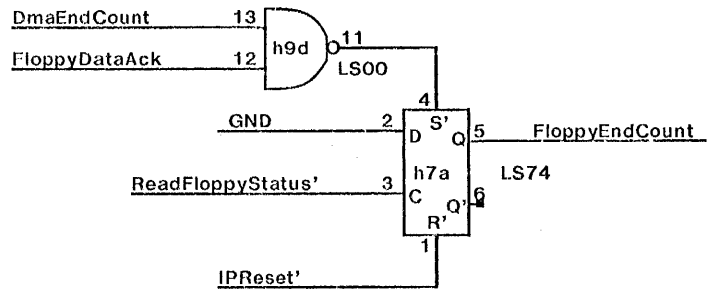 DmaEndCount 13
h9d 11
FloppyDataAck 12
LS00
4
GND 2 S' 5 FloppyEndCount
D Q
h7a LS74
ReadFloppyStatus' 3 C 6
Q'
R'
1
IPReset'